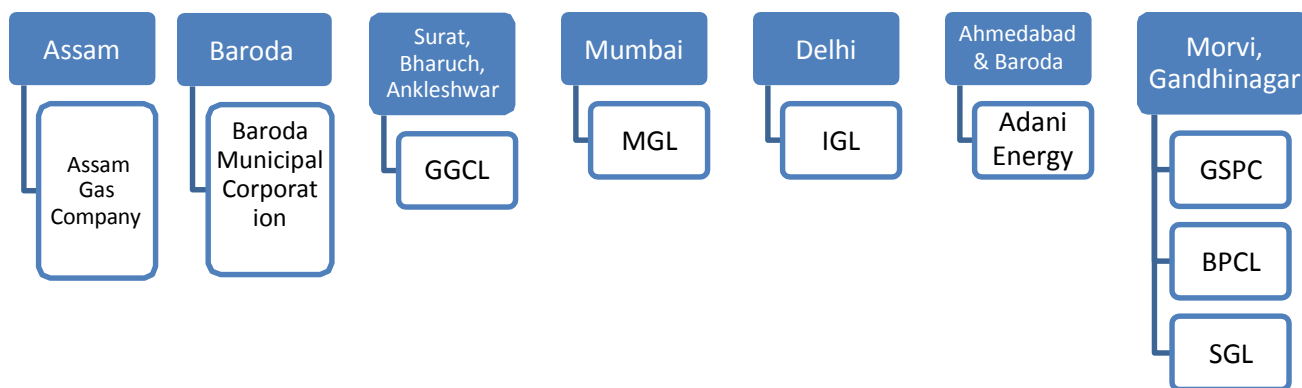 Assam
Assam
Gas
Company
Baroda
Baroda
Municipal
Corporat
ion
Surat,
Bharuch,
Ankleshwar
GGCL
Mumbai
MGL
Delhi
IGL
Ahmedabad
& Baroda
Adani
Energy
Morvi,
Gandhinagar
GSPC
BPCL
SGL